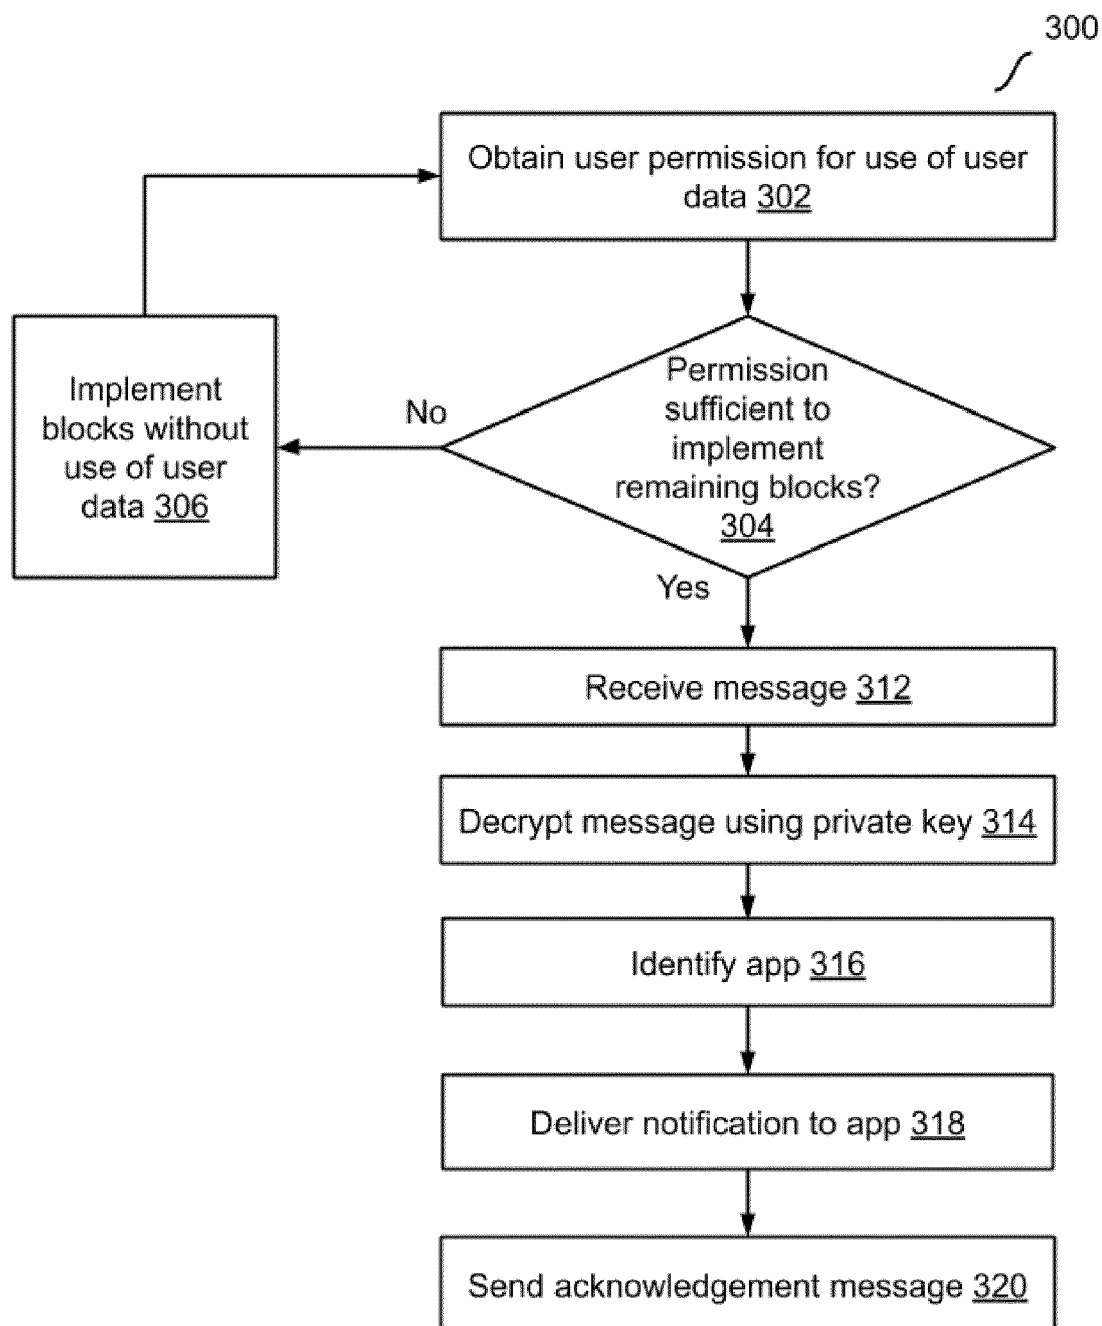 300
Obtain user permission for use of user
data 302
Permission
sufficient to
implement
remaining blocks?
304
No
Implement
blocks without
use of user
data 306
Yes
Receive message 312
Decrypt message using private key 314
Identify app 316
Deliver notification to app 318
Send acknowledgement message 320